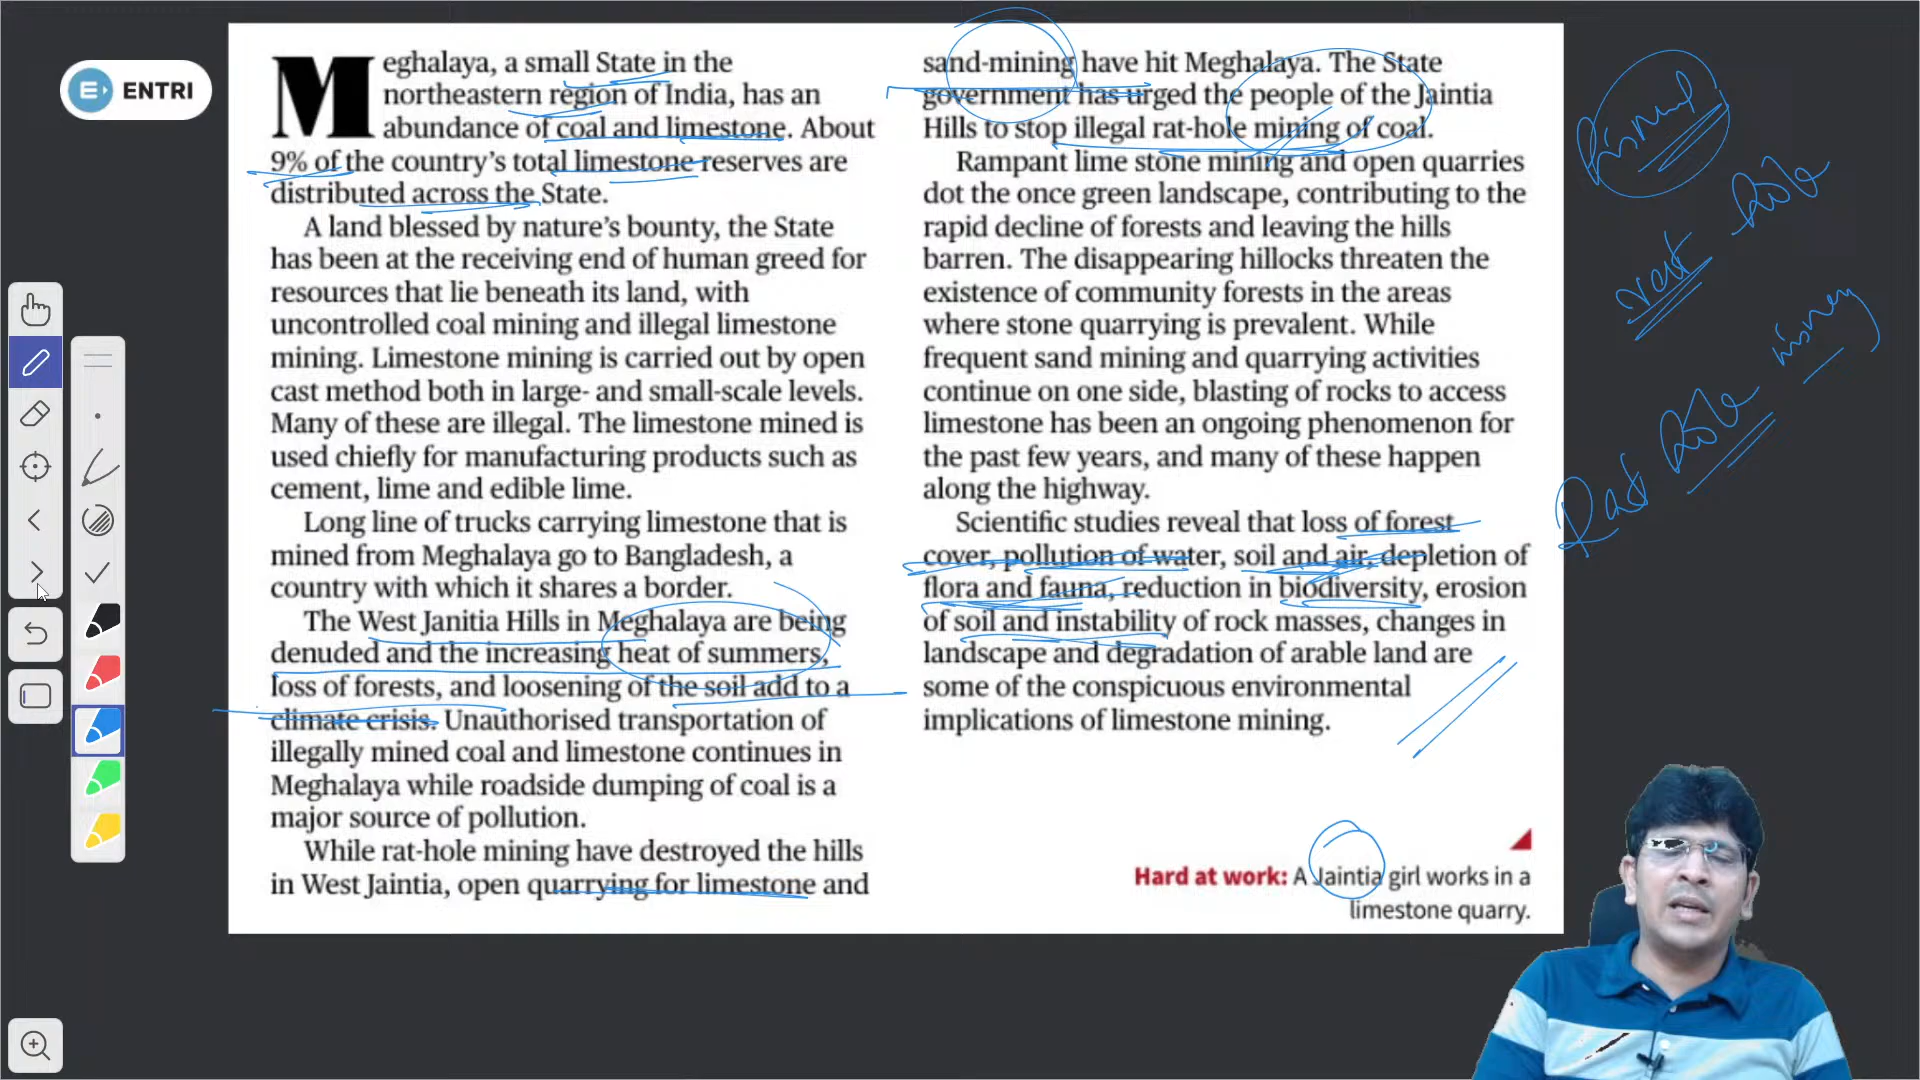 ENTRI
Meghalaya, a small State in the
northeastern region of India, has an
abundance of coal and limestone. About
9% of the country's total limestone reserves are
distributed across the State.
A land blessed by nature's bounty, the State
has been at the receiving end of human greed for
resources that lie beneath its land, with
uncontrolled coal mining and illegal limestone
mining. Limestone mining is carried out by open
cast method both in large- and small-scale levels.
Many of these are illegal. The limestone mined is
used chiefly for manufacturing products such as
cement, lime and edible lime.
Long line of trucks carrying limestone that is
mined from Meghalaya go to Bangladesh, a
country with which it shares a border.
The West Janitia Hills in Meghalaya are being
denuded and the increasing heat of summers,
loss of forests, and loosening of the soil add to a
climate crisis. Unauthorised transportation of
illegally mined coal and limestone continues in
Meghalaya while roadside dumping of coal is a
major source of pollution.
While rat-hole mining have destroyed the hills
in West Jaintia, open quarrying for limestone and
sand-mining have hit Meghalaya. The State
government has urged the people of the Jaintia
Hills to stop illegal rat-hole mining of coal.
Rampant lime stone mining and open quarries
dot the once green landscape, contributing to the
rapid decline of forests and leaving the hills
barren. The disappearing hillocks threaten the
existence of community forests in the areas
where stone quarrying is prevalent. While
frequent sand mining and quarrying activities
continue on one side, blasting of rocks to access
limestone has been an ongoing phenomenon for
the past few years, and many of these happen
along the highway.
Scientific studies reveal that loss of forest
cover, pollution of water, soil and air, depletion of
flora and fauna, reduction in biodiversity, erosion
of soil and instability of rock masses, changes in
landscape and degradation of arable land are
some of the conspicuous environmental
implications of limestone mining.
Hard at work: A Jaintia girl works in a
limestone quarry.